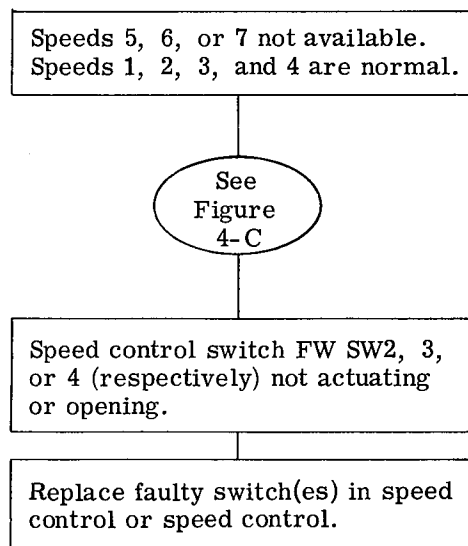 Speeds 5, 6, or 7 not available.
Speeds 1, 2, 3, and 4 are normal.
See
Figure
4-C
Speed control switch FW SW2, 3,
or 4 (respectively) not actuating
or opening.
Replace faulty switch(es) in speed
control or speed control.